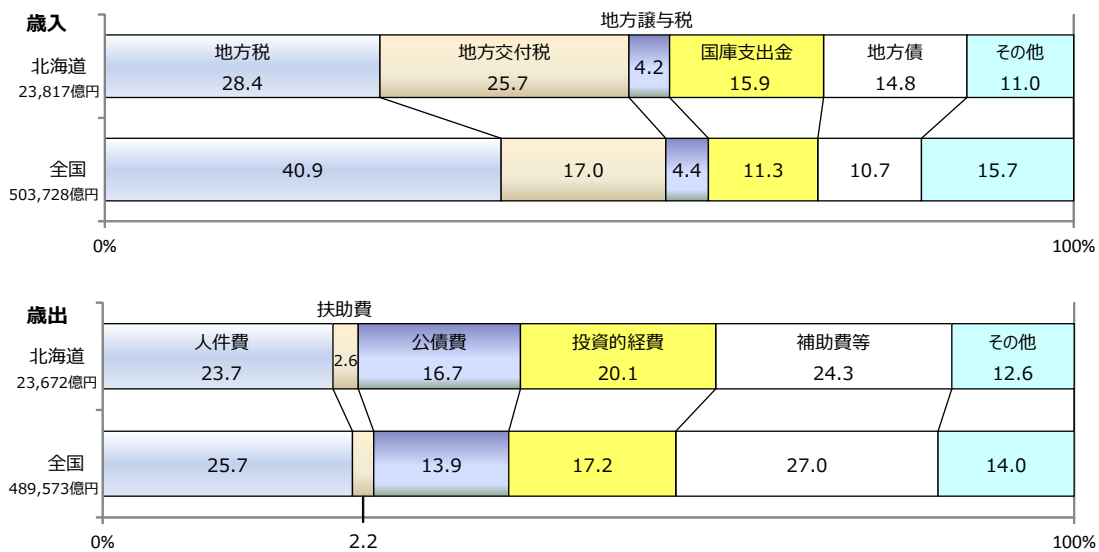 地方譲与税
歳入
地方税 地方交付税 4.2 国庫支出金 地方債 その他
北海道
28.4 25.7 15.9 14.8 11.0
23,817億円
全国
40.9 17.0 4.4 11.3 10.7 15.7
503,728億円
0% 100%
扶助費
歳出
人件費 2.6 公債費 投資的経費 補助費等 その他
北海道
23.7 16.7 20.1 24.3 12.6
23,672億円
全国
25.7 13.9 17.2 27.0 14.0
489,573億円
0% 2.2 100%